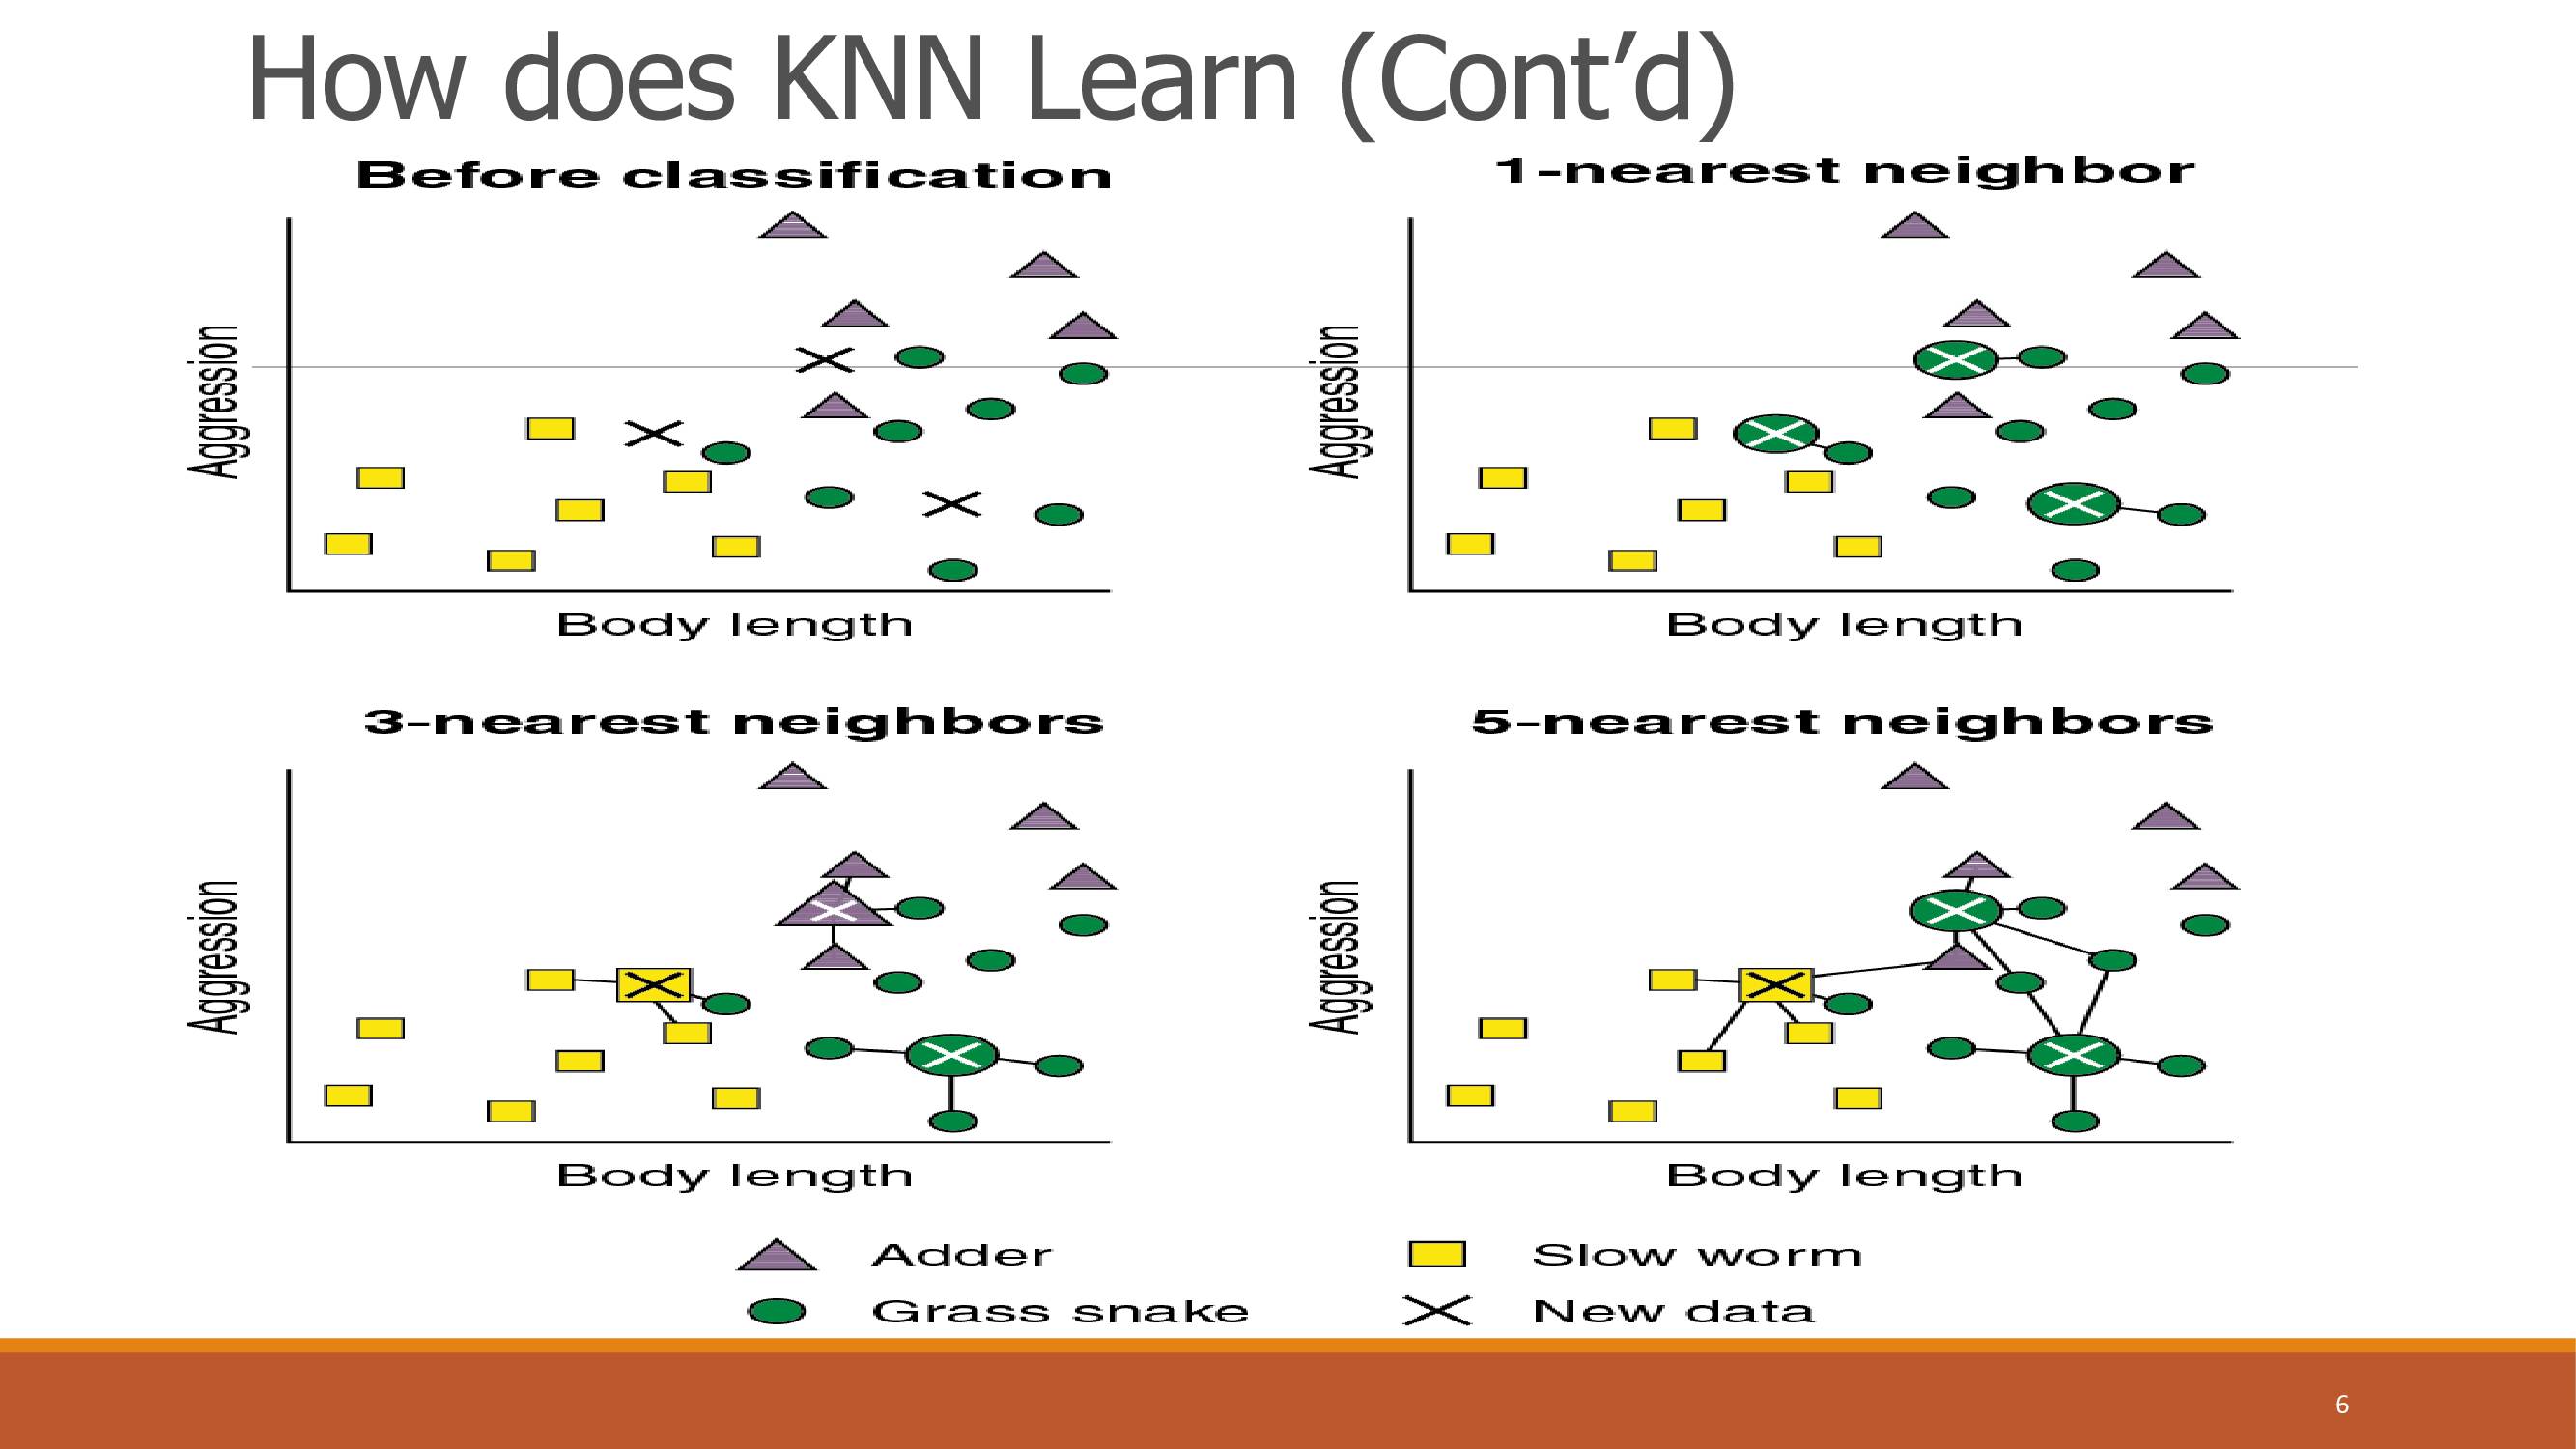 How does KNN Learn (Cont’d)
Before classification
Aggression
Body length
1-nearest neighbor
Aggression
Body length
3-nearest neighbors
Aggression
Body length
5-nearest neighbors
Aggression
Body length
Adder
Slow worm
Grass snake
New data
6